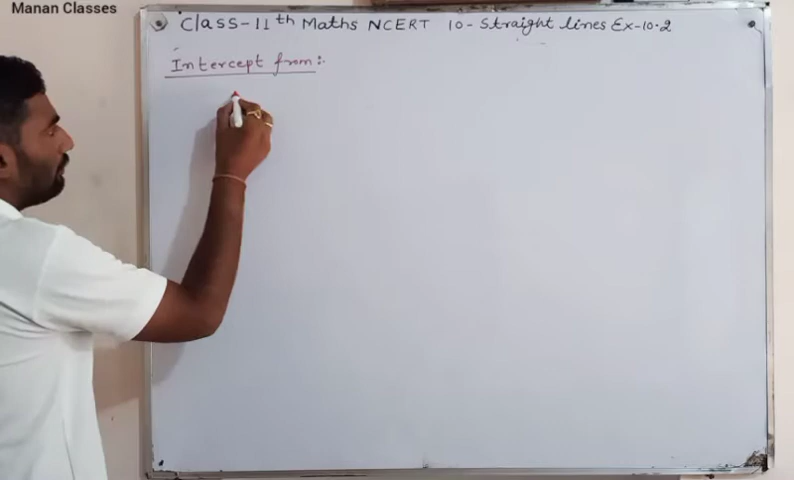 Manan Classes
Class-11th Maths NCERT 10- Straight lines Ex-10.2
Intercept from:-